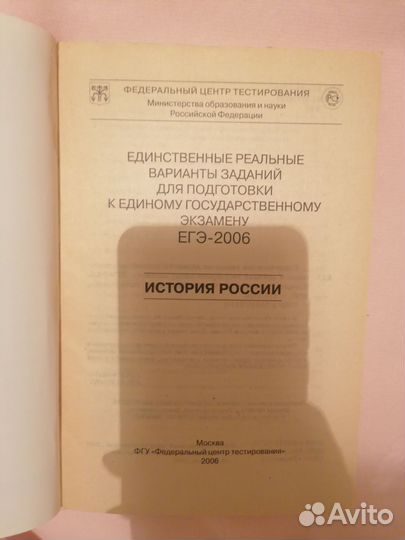 ФЕДЕРАЛЬНЫЙ ЦЕНТР ТЕСТИРОВАНИЯ
Министерства образования и науки
Российской Федерации
ЕДИНСТВЕННЫЕ РЕАЛЬНЫЕ
ВАРИАНТЫ ЗАДАНИЙ
ДЛЯ ПОДГОТОВКИ
К ЕДИНОМУ ГОСУДАРСТВЕННОМУ
ЭКЗАМЕНУ
ЕГЭ-2006
ИСТОРИЯ РОССИИ
Москва
ФГУ «Федеральный центр тестирования»
2006
Avito